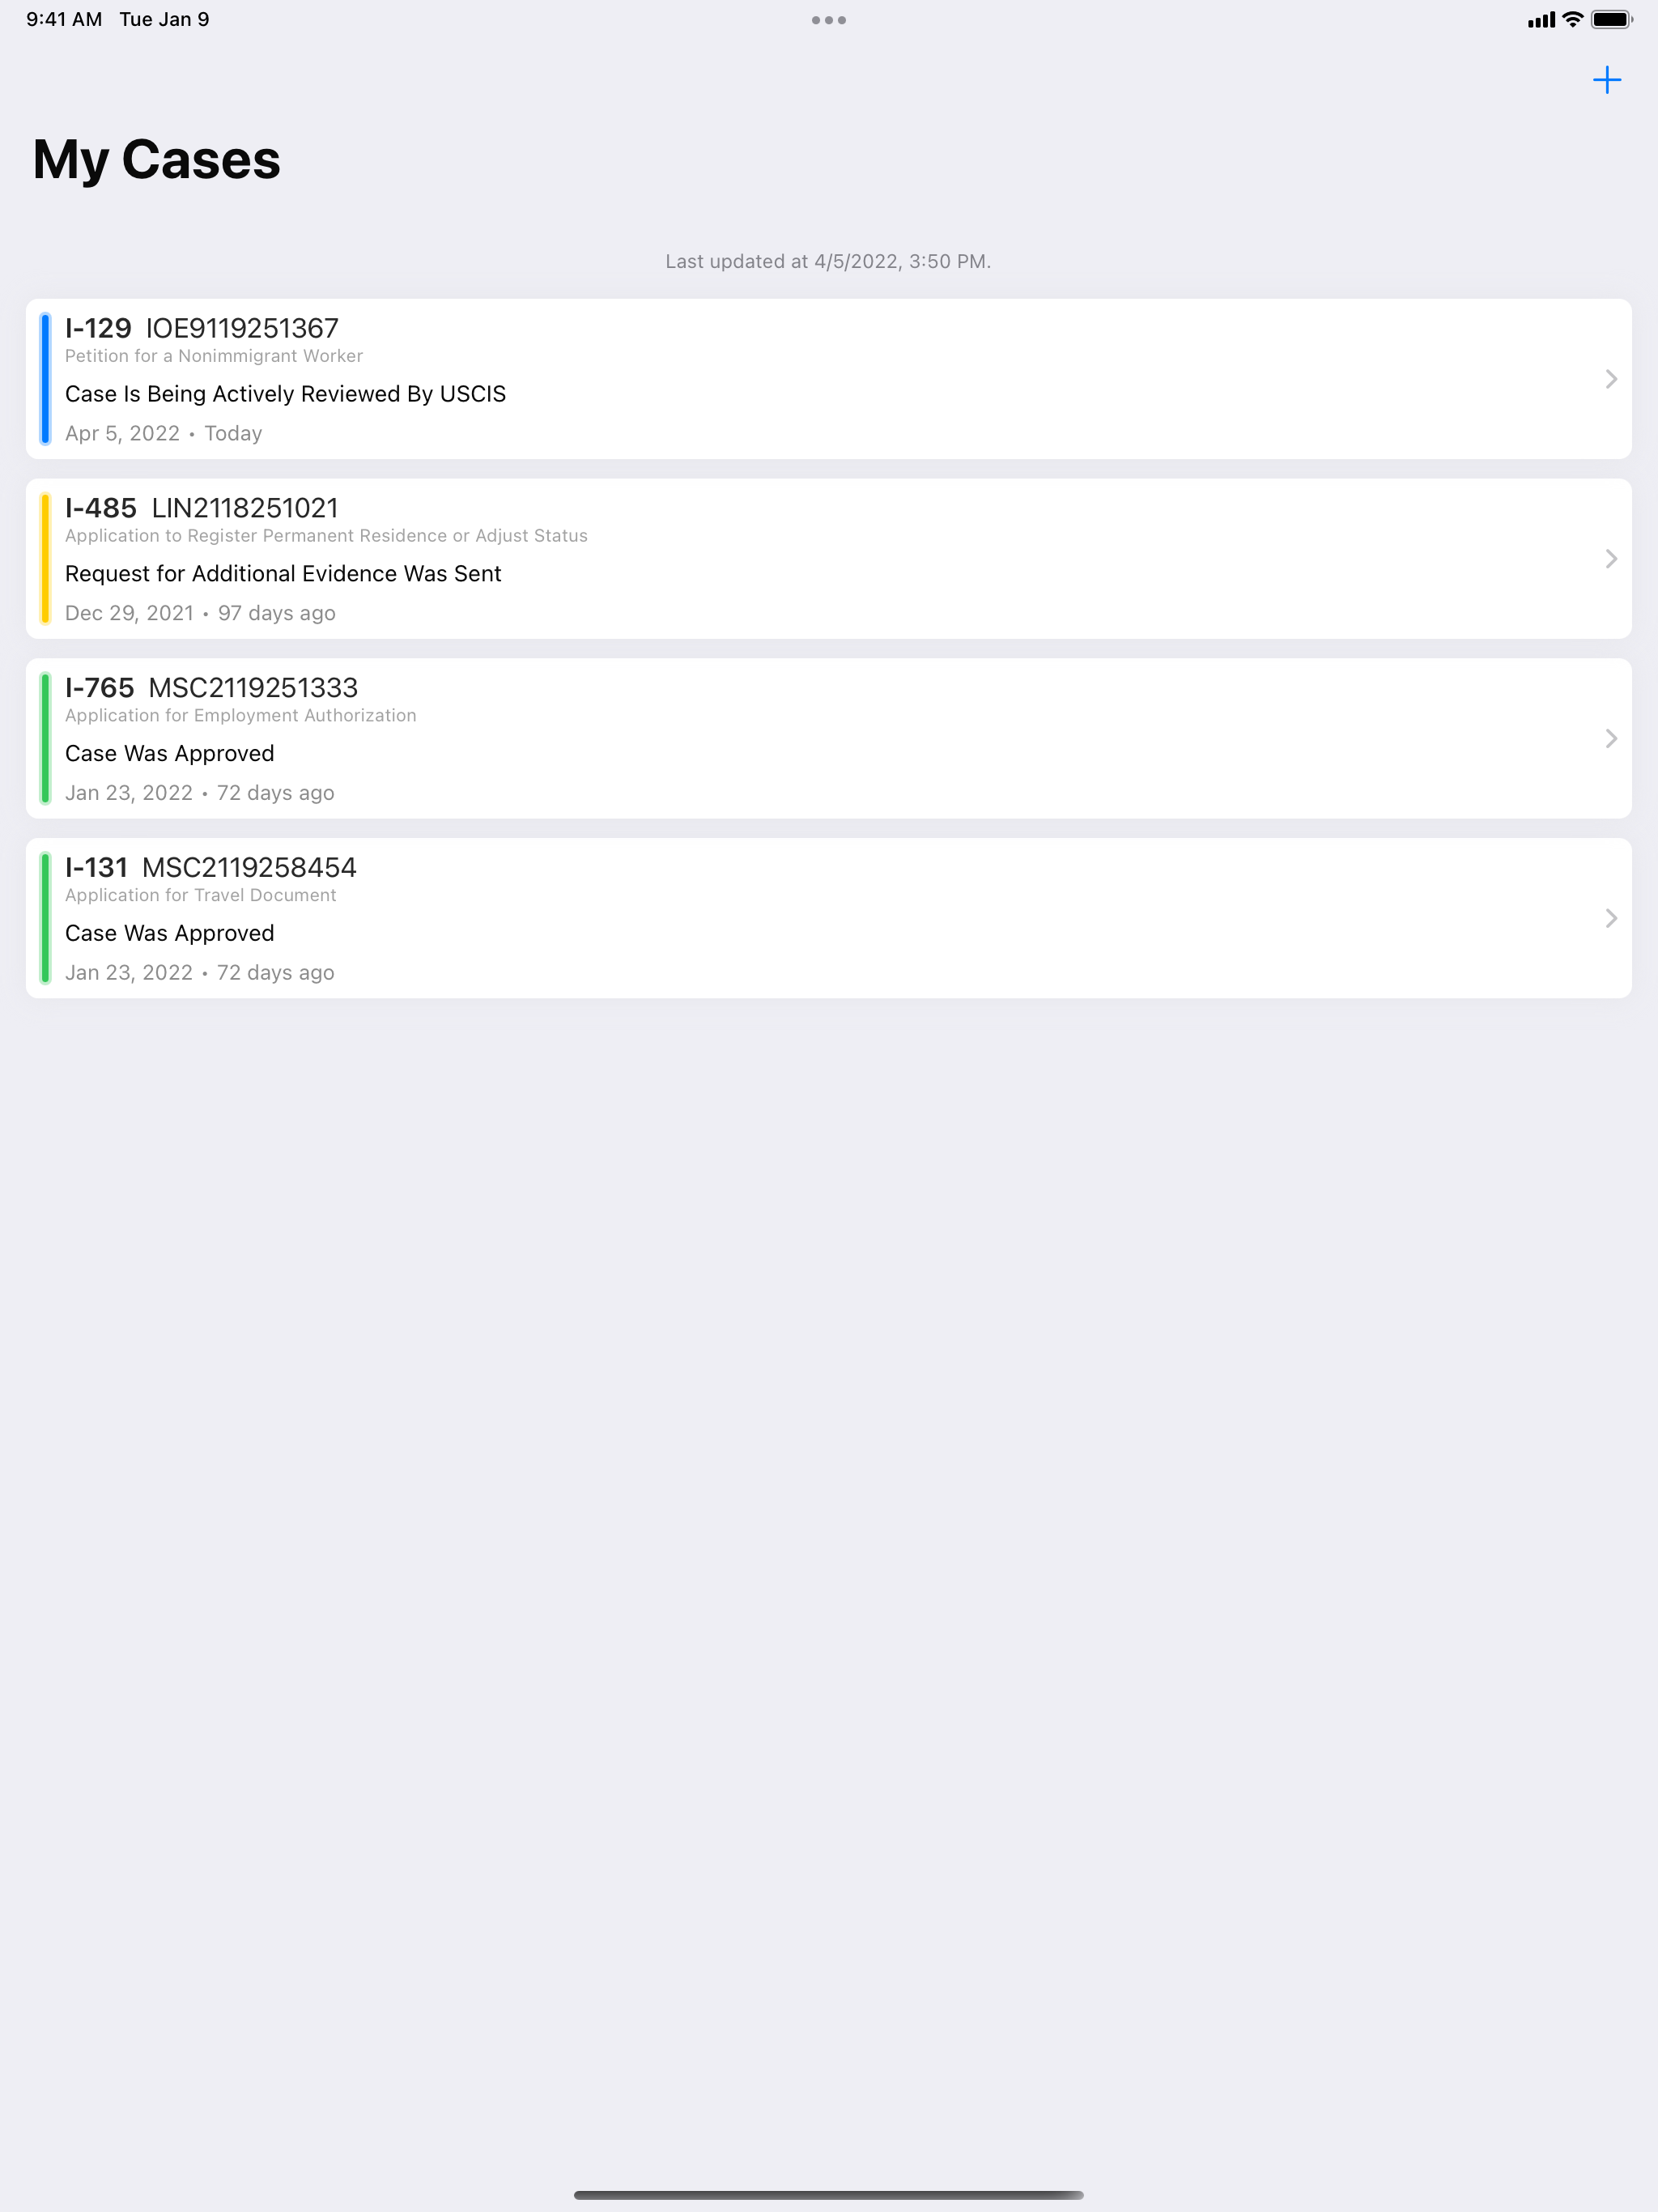 9:41 AM Tue Jan 9
My Cases
Last updated at 4/5/2022, 3:50 PM.
I-129 IOE9119251367
Petition for a Nonimmigrant Worker
Case Is Being Actively Reviewed By USCIS
Apr 5, 2022 • Today
I-485 LIN2118251021
Application to Register Permanent Residence or Adjust Status
Request for Additional Evidence Was Sent
Dec 29, 2021 • 97 days ago
I-765 MSC2119251333
Application for Employment Authorization
Case Was Approved
Jan 23, 2022 • 72 days ago
I-131 MSC2119258454
Application for Travel Document
Case Was Approved
Jan 23, 2022 • 72 days ago